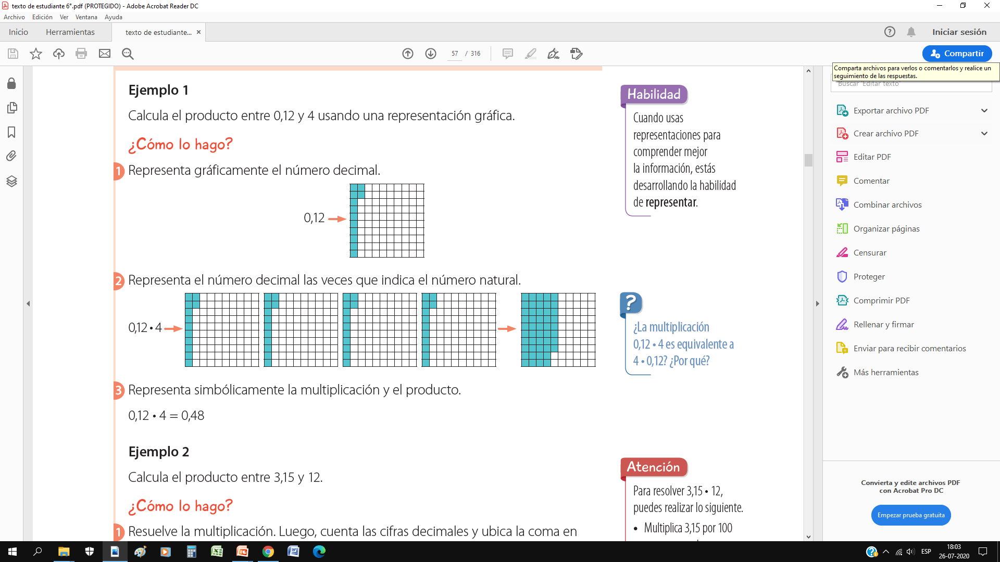 texto de estudiante 6°.pdf (PROTEGIDO) - Adobe Acrobat Reader DC
Archivo Edición Ver Ventana Ayuda
Inicio Herramientas texto de estudiante... × Iniciar sesión
57 / 316 Compartir
Comparta archivos para verlos o comentarlos y realice un
seguimiento de las respuestas.
Buscar "Editar texto"
Ejemplo 1
Calcula el producto entre 0,12 y 4 usando una representación gráfica.
¿Cómo lo hago?
1 Representa gráficamente el número decimal.
0,12
2 Representa el número decimal las veces que indica el número natural.
0,12 • 4
3 Representa simbólicamente la multiplicación y el producto.
0,12 • 4 = 0,48
Ejemplo 2
Calcula el producto entre 3,15 y 12.
¿Cómo lo hago?
1 Resuelve la multiplicación. Luego, cuenta las cifras decimales y ubica la coma en
Habilidad
Cuando usas
representaciones para
comprender mejor
la información, estás
desarrollando la habilidad
de representar.
?
¿La multiplicación
0,12 • 4 es equivalente a
4 • 0,12? ¿Por qué?
Atención
Para resolver 3,15 • 12,
puedes realizar lo siguiente.
• Multiplica 3,15 por 100
Exportar archivo PDF
Crear archivo PDF
Editar PDF
Comentar
Combinar archivos
Organizar páginas
Censurar
Proteger
Comprimir PDF
Rellenar y firmar
Enviar para recibir comentarios
Más herramientas
Convierta y edite archivos PDF
con Acrobat Pro DC
Empezar prueba gratuita
ESP
18:03
26-07-2020